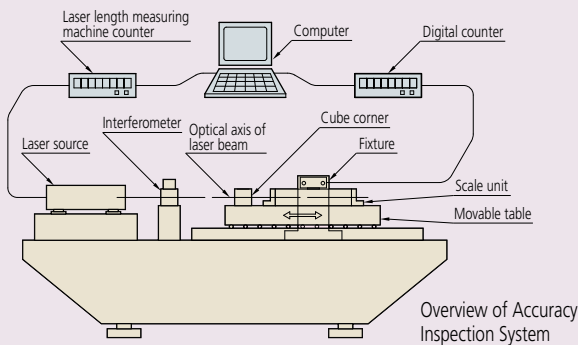 Laser length measuring
machine counter
Computer
Digital counter
Interferometer
Optical axis of
laser beam
Cube corner
Laser source
Fixture
Scale unit
Movable table
Overview of Accuracy
Inspection System